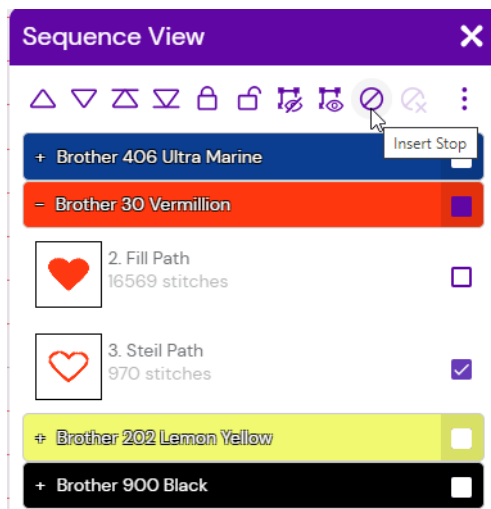 Sequence View
Insert Stop
+ Brother 406 Ultra Marine
- Brother 30 Vermillion
2. Fill Path
16569 stitches
3. Steil Path
970 stitches
+ Brother 202 Lemon Yellow
+ Brother 900 Black